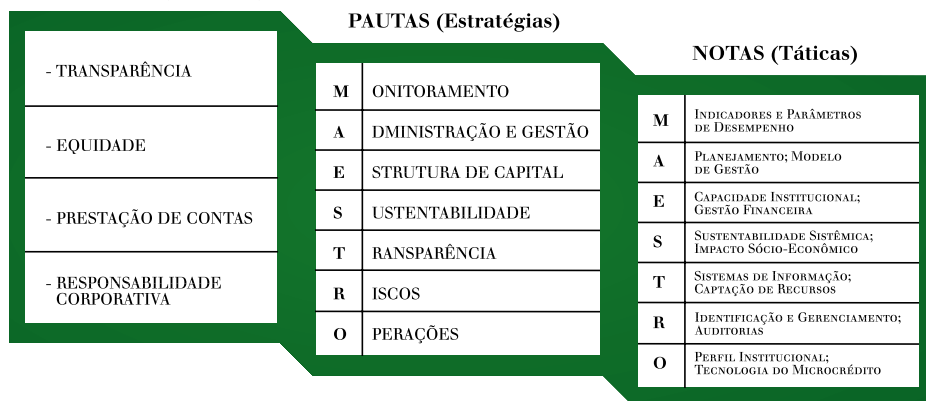 - TRANSPARÊNCIA
- EQUIDADE
- PRESTAÇÃO DE CONTAS
- RESPONSABILIDADE
CORPORATIVA
PAUTAS (Estratégias)
M ONITORAMENTO
A DMINISTRAÇÃO E GESTÃO
E STRUTURA DE CAPITAL
S USTENTABILIDADE
T RANSPARÊNCIA
R ISCOS
O PERAÇÕES
NOTAS (Táticas)
M Indicadores e Parâmetros
de Desempenho
A Planejamento; Modelo
de Gestão
E Capacidade Institucional;
Gestão Financeira
S Sustentabilidade Sistêmica;
Impacto Sócio-Econômico
T Sistemas de Informação;
Captação de Recursos
R Identificação e Gerenciamento;
Auditorias
O Perfil Institucional;
Tecnologia do Microcrédito